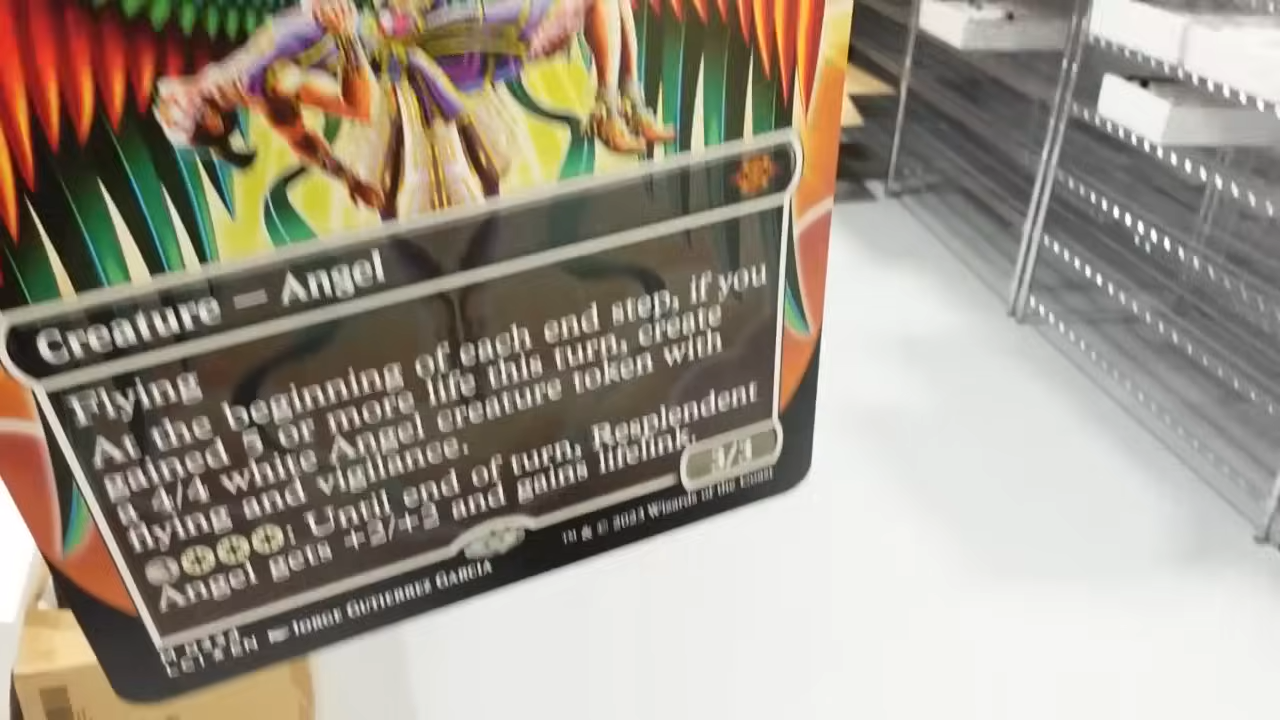 Creature — Angel
Flying
At the beginning of each end step, if you
gained 5 or more life this turn, create
a 4/4 white Angel creature token with
flying and vigilance.
: Until end of turn, Resplendent
Angel gets +2/+2 and gains lifelink.
3/3
™ & © 2023 Wizards of the Coast
EN JORGE GUTIERREZ GARCIA